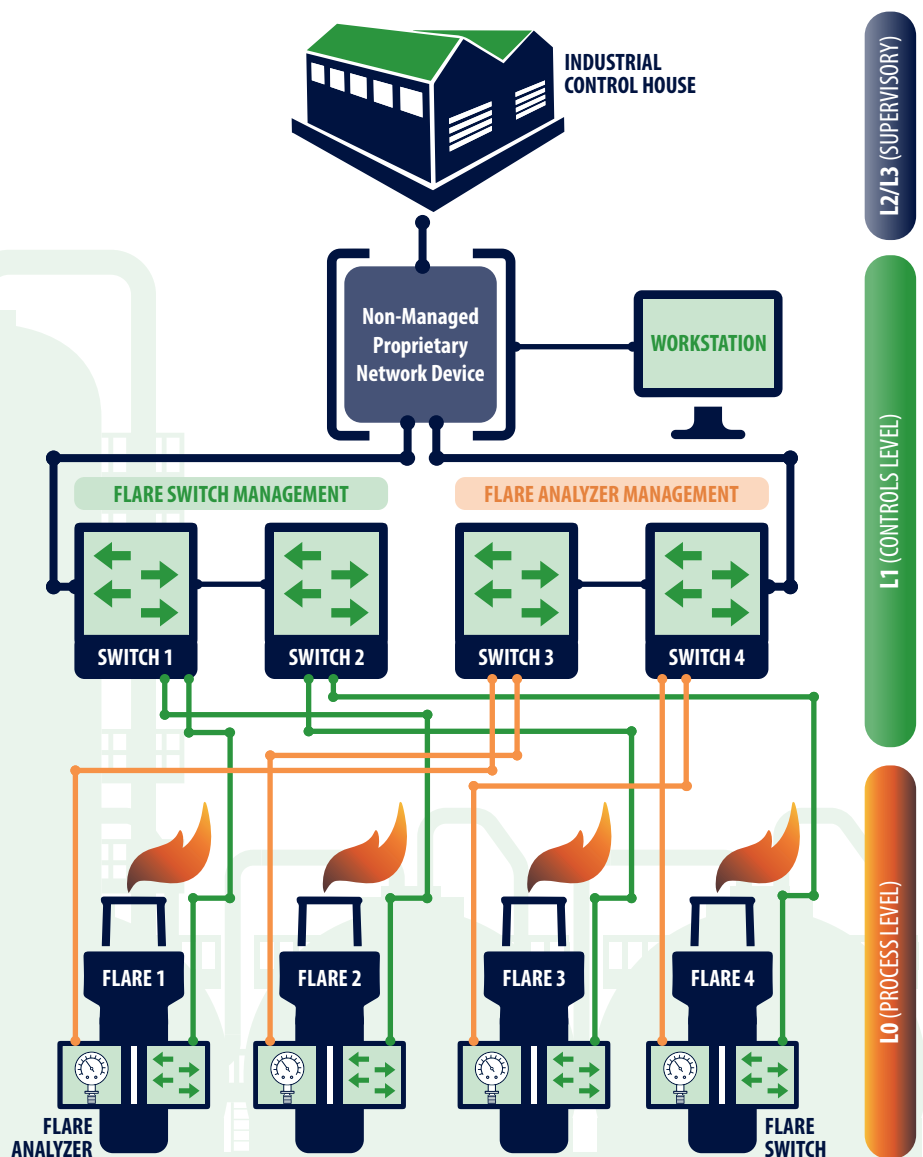 INDUSTRIAL
CONTROL HOUSE
L2/L3 (SUPERVISORY)
Non-Managed
Proprietary
Network Device
WORKSTATION
L1 (CONTROLS LEVEL)
FLARE SWITCH MANAGEMENT
FLARE ANALYZER MANAGEMENT
SWITCH 1
SWITCH 2
SWITCH 3
SWITCH 4
L0 (PROCESS LEVEL)
FLARE 1
FLARE 2
FLARE 3
FLARE 4
FLARE
ANALYZER
FLARE
SWITCH